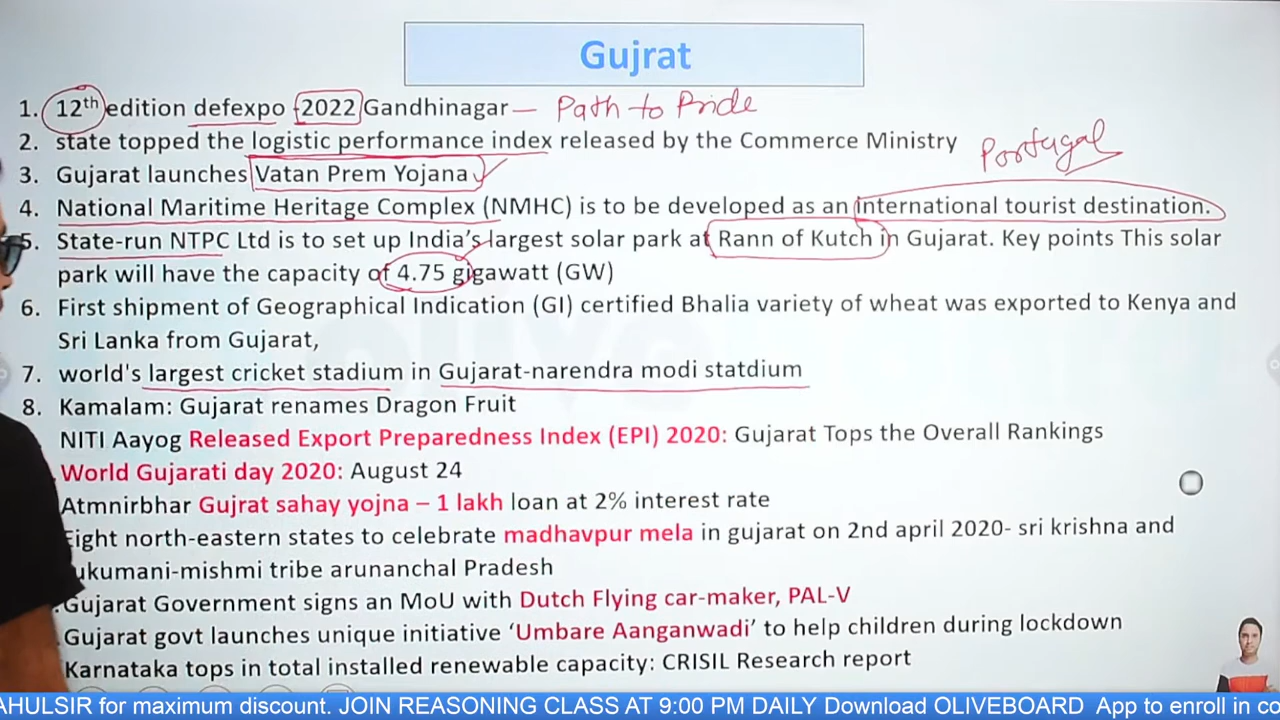 Gujrat
1. 12th edition defexpo -2022 Gandhinagar — Path to Pride
2. state topped the logistic performance index released by the Commerce Ministry
Portugal
3. Gujarat launches Vatan Prem Yojana
4. National Maritime Heritage Complex (NMHC) is to be developed as an international tourist destination.
5. State-run NTPC Ltd is to set up India's largest solar park at Rann of Kutch in Gujarat. Key points This solar
park will have the capacity of 4.75 gigawatt (GW)
6. First shipment of Geographical Indication (GI) certified Bhalia variety of wheat was exported to Kenya and
Sri Lanka from Gujarat,
7. world's largest cricket stadium in Gujarat-narendra modi statdium
8. Kamalam: Gujarat renames Dragon Fruit
NITI Aayog Released Export Preparedness Index (EPI) 2020: Gujarat Tops the Overall Rankings
World Gujarati day 2020: August 24
Atmnirbhar Gujrat sahay yojna – 1 lakh loan at 2% interest rate
Eight north-eastern states to celebrate madhavpur mela in gujarat on 2nd april 2020- sri krishna and
ukumani-mishmi tribe arunanchal Pradesh
Gujarat Government signs an MoU with Dutch Flying car-maker, PAL-V
Gujarat govt launches unique initiative ‘Umbare Aanganwadi’ to help children during lockdown
Karnataka tops in total installed renewable capacity: CRISIL Research report
AHULSIR for maximum discount. JOIN REASONING CLASS AT 9:00 PM DAILY Download OLIVEBOARD App to enroll in co